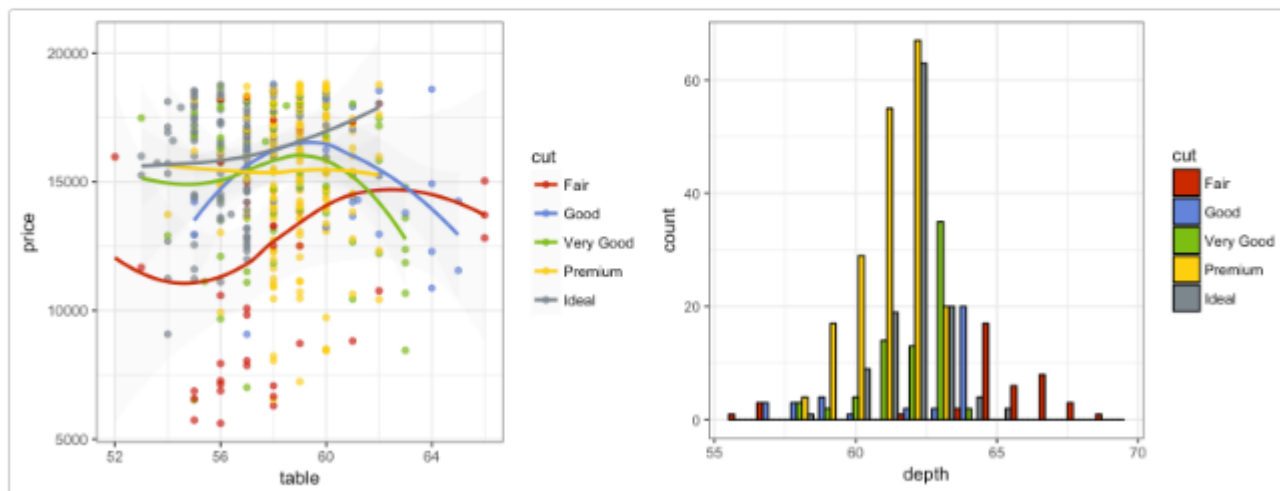 20000
15000
10000
5000
price
52
56
60
64
table
cut
Fair
Good
Very Good
Premium
Ideal
60
40
20
0
count
55
60
65
70
depth
cut
Fair
Good
Very Good
Premium
Ideal